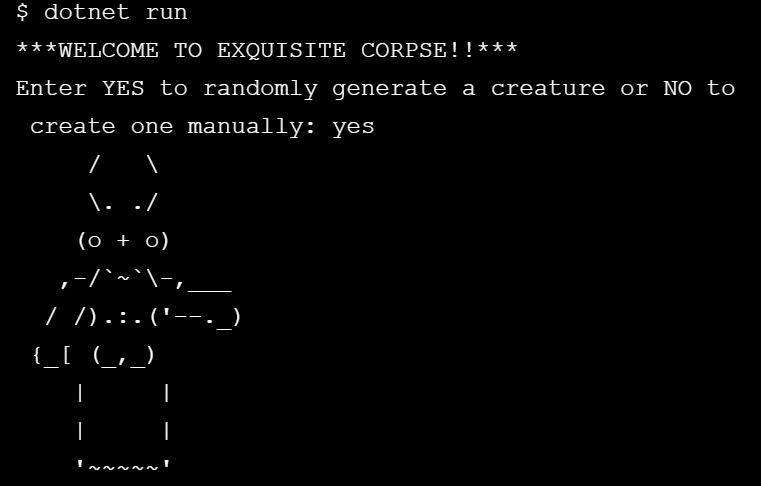 $ dotnet run
***WELCOME TO EXQUISITE CORPSE!!***
Enter YES to randomly generate a creature or NO to
 create one manually: yes
     /   \
     \. ./
    (o + o)
   ,-/`~`\-,___
  / /).:.('--._)
 {_[ (_,_)
    |     |
    |     |
    '~~~~~'